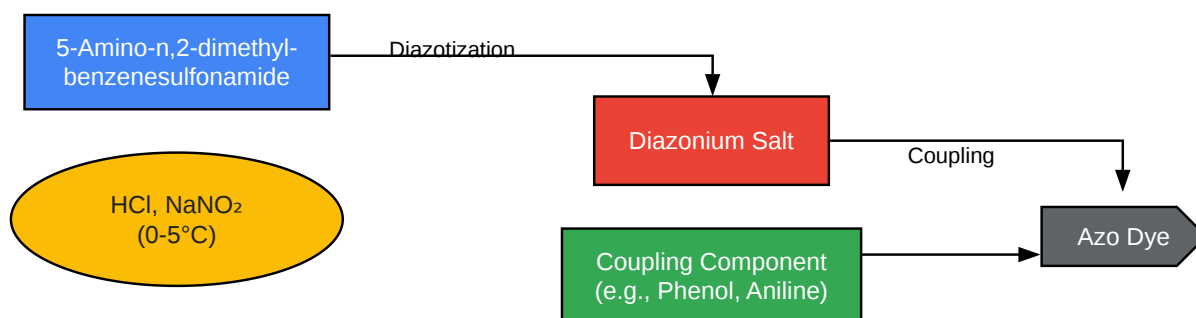 5-Amino-n,2-dimethyl-
benzenesulfonamide
Diazotization
HCl, NaNO₂
(0-5°C)
Diazonium Salt
Coupling
Coupling Component
(e.g., Phenol, Aniline)
Azo Dye